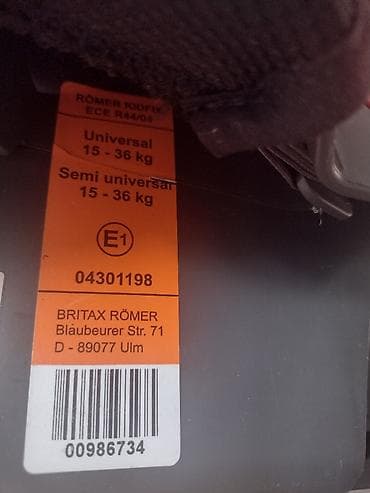 RÖMER KIDFIX
ECE R44/04
Universal
15 - 36 kg
Semi universal
15 - 36 kg
E1
04301198
BRITAX RÖMER
Blaubeurer Str. 71
D - 89077 Ulm
00986734